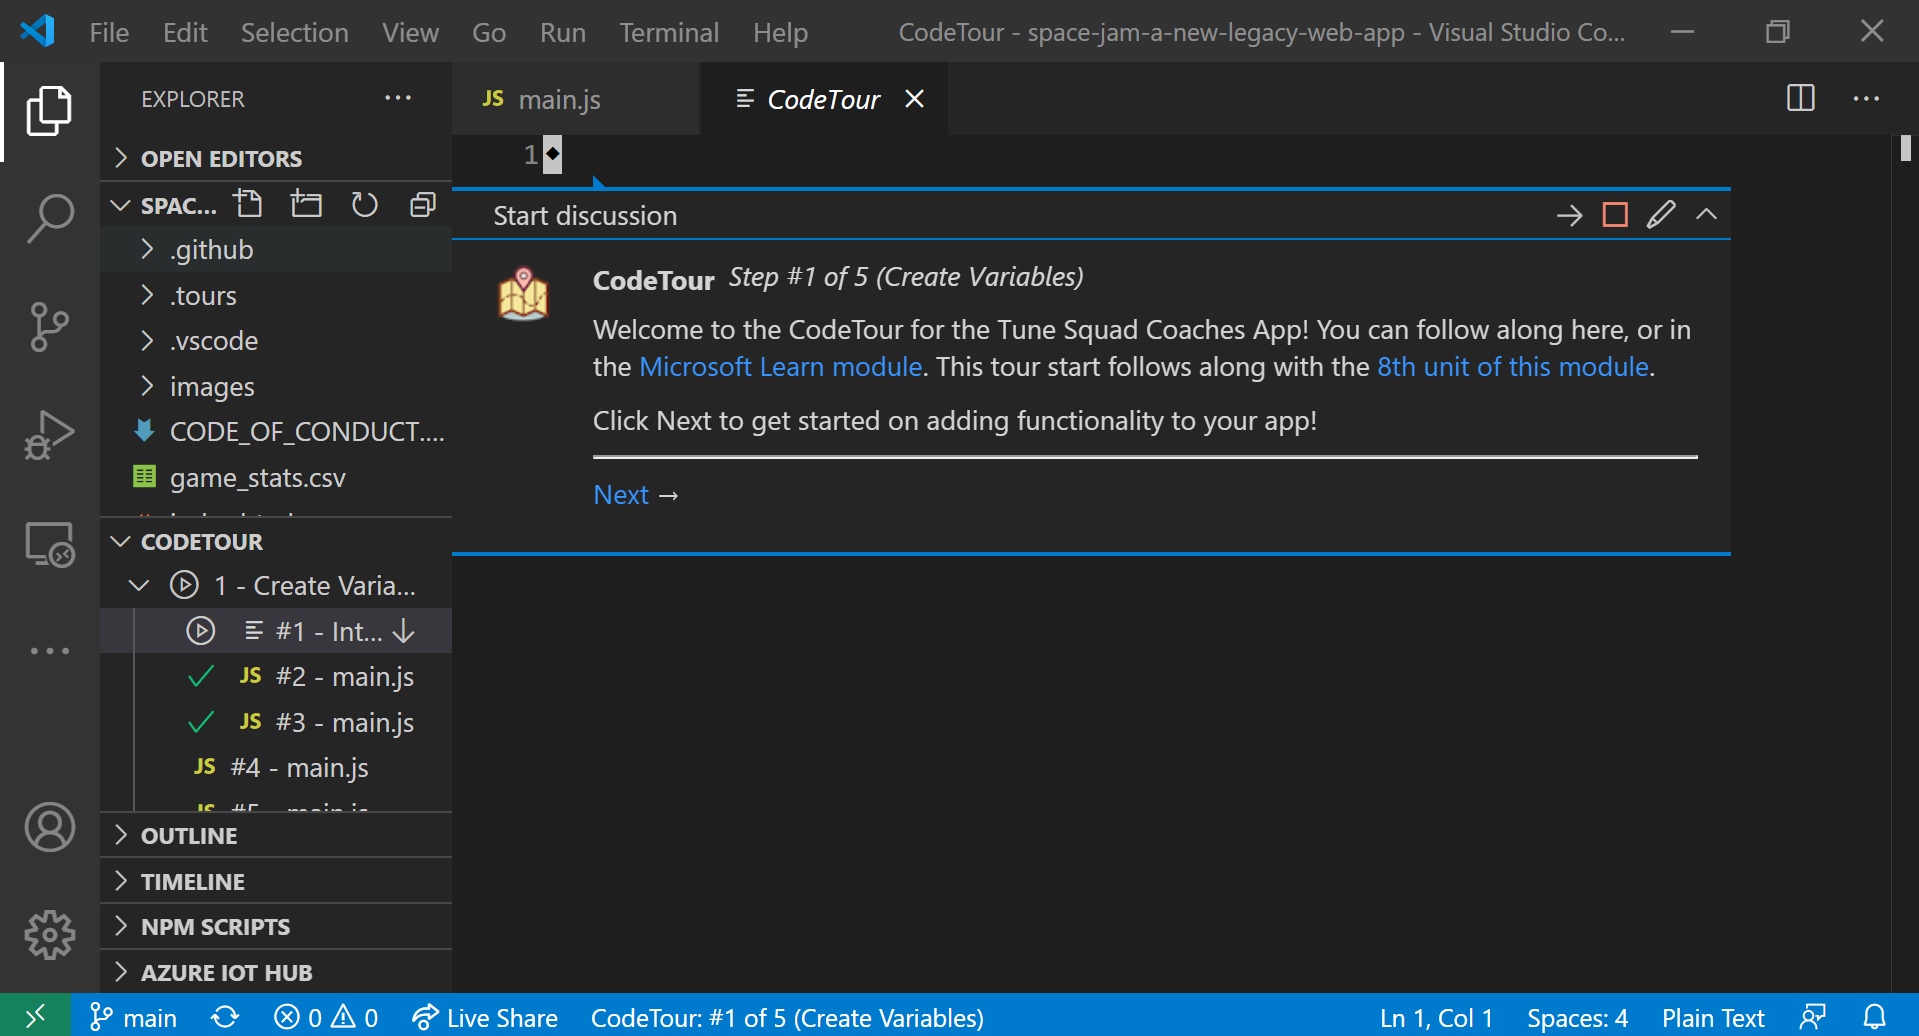 File Edit Selection View Go Run Terminal Help
CodeTour - space-jam-a-new-legacy-web-app - Visual Studio Co...
EXPLORER
JS main.js
CodeTour
OPEN EDITORS
1
SPAC...
Start discussion
.github
.tours
.vscode
images
CODE_OF_CONDUCT....
game_stats.csv
CodeTour Step #1 of 5 (Create Variables)
Welcome to the CodeTour for the Tune Squad Coaches App! You can follow along here, or in
the Microsoft Learn module. This tour start follows along with the 8th unit of this module.
Click Next to get started on adding functionality to your app!
Next →
CODETOUR
1 - Create Varia...
#1 - Int...
JS #2 - main.js
JS #3 - main.js
JS #4 - main.js
JS #5 - main.js
OUTLINE
TIMELINE
NPM SCRIPTS
AZURE IOT HUB
main 0 0 Live Share CodeTour: #1 of 5 (Create Variables) Ln 1, Col 1 Spaces: 4 Plain Text